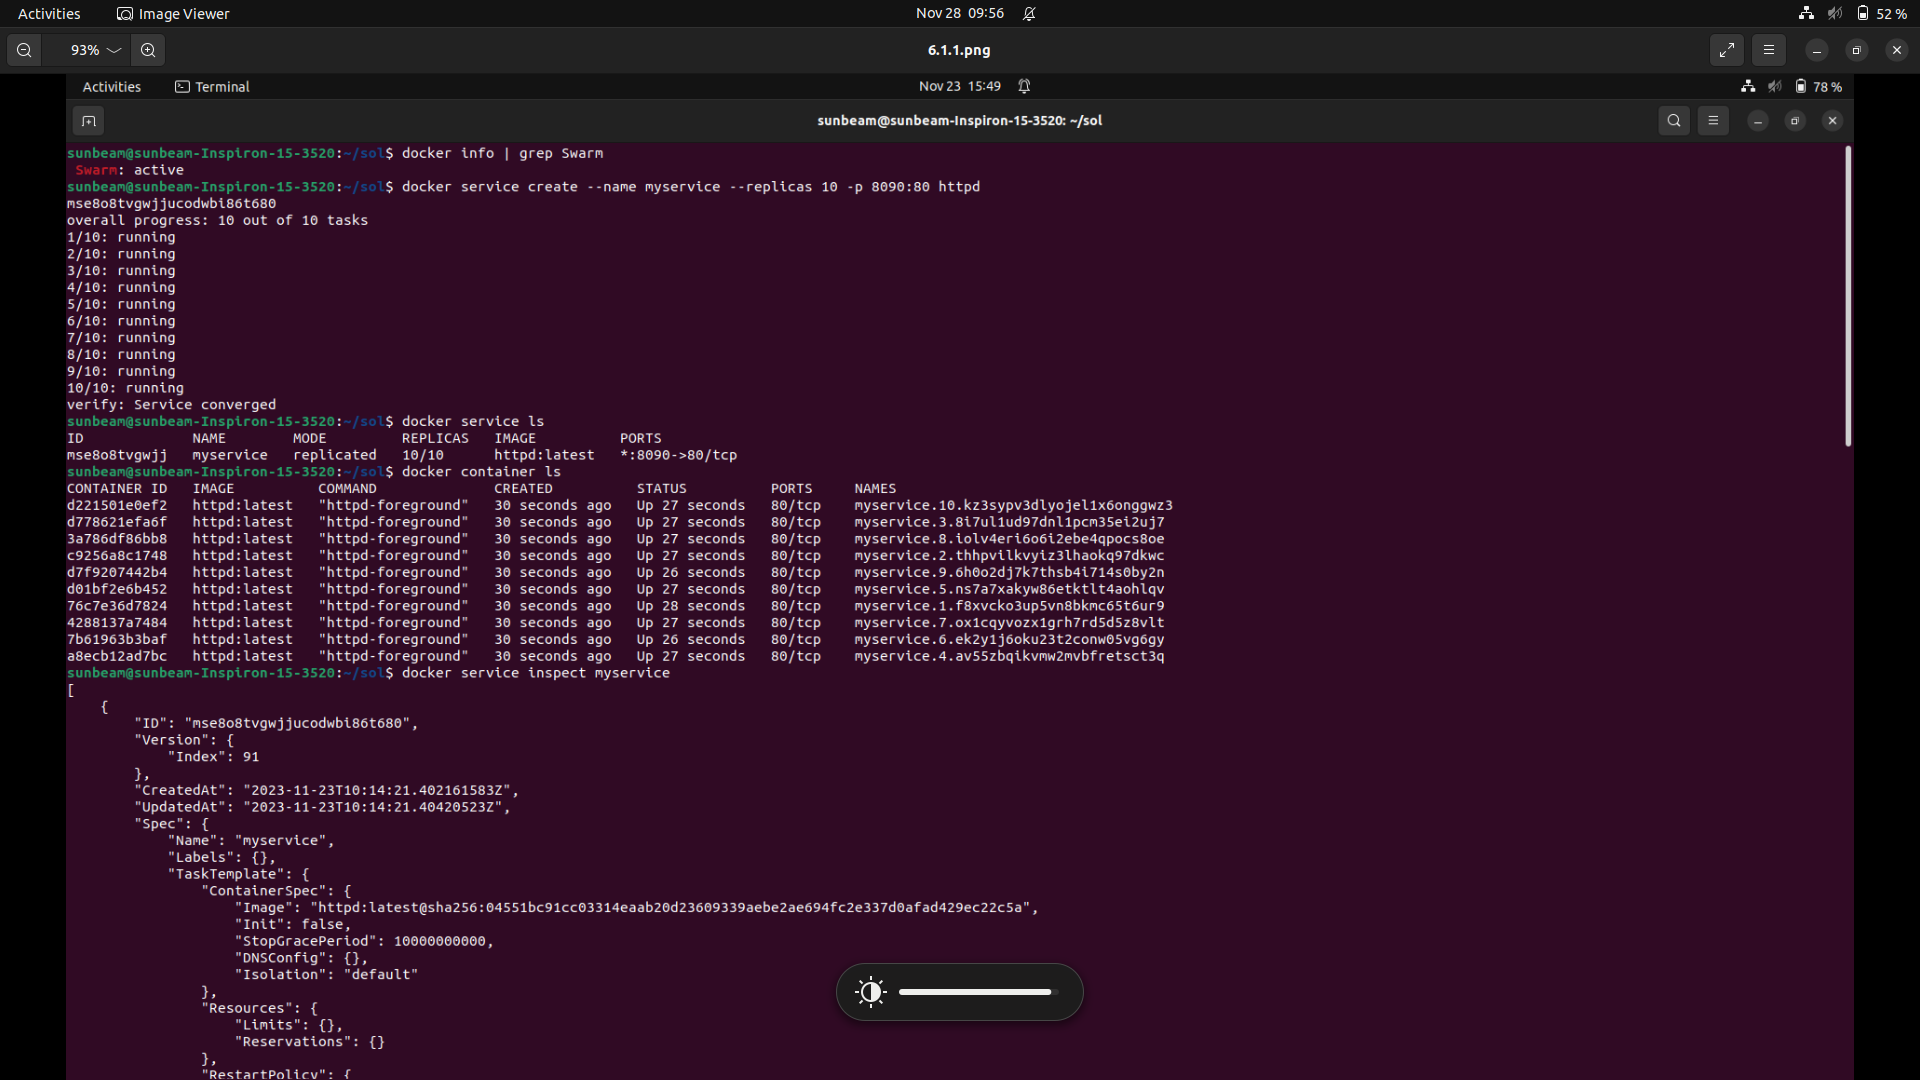 Activities Image Viewer Nov 28 09:56 52 %
93% 6.1.1.png
Activities Terminal Nov 23 15:49 78 %
sunbeam@sunbeam-Inspiron-15-3520: ~/sol
sunbeam@sunbeam-Inspiron-15-3520:~/sol$ docker info | grep Swarm
 Swarm: active
sunbeam@sunbeam-Inspiron-15-3520:~/sol$ docker service create --name myservice --replicas 10 -p 8090:80 httpd
mse8o8tvgwjjucodwbi86t680
overall progress: 10 out of 10 tasks
1/10: running
2/10: running
3/10: running
4/10: running
5/10: running
6/10: running
7/10: running
8/10: running
9/10: running
10/10: running
verify: Service converged
sunbeam@sunbeam-Inspiron-15-3520:~/sol$ docker service ls
ID             NAME        MODE         REPLICAS   IMAGE          PORTS
mse8o8tvgwjj   myservice   replicated   10/10      httpd:latest   *:8090->80/tcp
sunbeam@sunbeam-Inspiron-15-3520:~/sol$ docker container ls
CONTAINER ID   IMAGE          COMMAND              CREATED          STATUS          PORTS     NAMES
d221501e0ef2   httpd:latest   "httpd-foreground"   30 seconds ago   Up 27 seconds   80/tcp    myservice.10.kz3sypv3dlyojel1x6onggwz3
d778621efa6f   httpd:latest   "httpd-foreground"   30 seconds ago   Up 27 seconds   80/tcp    myservice.3.8i7ul1ud97dnl1pcm35ei2uj7
3a786df86bb8   httpd:latest   "httpd-foreground"   30 seconds ago   Up 27 seconds   80/tcp    myservice.8.iolv4eri6o6i2ebe4qpocs8oe
c9256a8c1748   httpd:latest   "httpd-foreground"   30 seconds ago   Up 27 seconds   80/tcp    myservice.2.thhpvilkvyiz3lhaokq97dkwc
d7f9207442b4   httpd:latest   "httpd-foreground"   30 seconds ago   Up 26 seconds   80/tcp    myservice.9.6h0o2dj7k7thsb4i714s0by2n
d01bf2e6b452   httpd:latest   "httpd-foreground"   30 seconds ago   Up 27 seconds   80/tcp    myservice.5.ns7a7xakyw86etktlt4aohlqv
76c7e36d7824   httpd:latest   "httpd-foreground"   30 seconds ago   Up 28 seconds   80/tcp    myservice.1.f8xvcko3up5vn8bkmc65t6ur9
4288137a7484   httpd:latest   "httpd-foreground"   30 seconds ago   Up 27 seconds   80/tcp    myservice.7.ox1cqyvozx1grh7rd5d5z8vlt
7b61963b3baf   httpd:latest   "httpd-foreground"   30 seconds ago   Up 26 seconds   80/tcp    myservice.6.ek2y1j6oku23t2conw05vg6gy
a8ecb12ad7bc   httpd:latest   "httpd-foreground"   30 seconds ago   Up 27 seconds   80/tcp    myservice.4.av55zbqikvmw2mvbfretsct3q
sunbeam@sunbeam-Inspiron-15-3520:~/sol$ docker service inspect myservice
[
    {
        "ID": "mse8o8tvgwjjucodwbi86t680",
        "Version": {
            "Index": 91
        },
        "CreatedAt": "2023-11-23T10:14:21.402161583Z",
        "UpdatedAt": "2023-11-23T10:14:21.40420523Z",
        "Spec": {
            "Name": "myservice",
            "Labels": {},
            "TaskTemplate": {
                "ContainerSpec": {
                    "Image": "httpd:latest@sha256:04551bc91cc03314eaab20d23609339aebe2ae694fc2e337d0afad429ec22c5a",
                    "Init": false,
                    "StopGracePeriod": 10000000000,
                    "DNSConfig": {},
                    "Isolation": "default"
                },
                "Resources": {
                    "Limits": {},
                    "Reservations": {}
                },
                "RestartPolicy": {